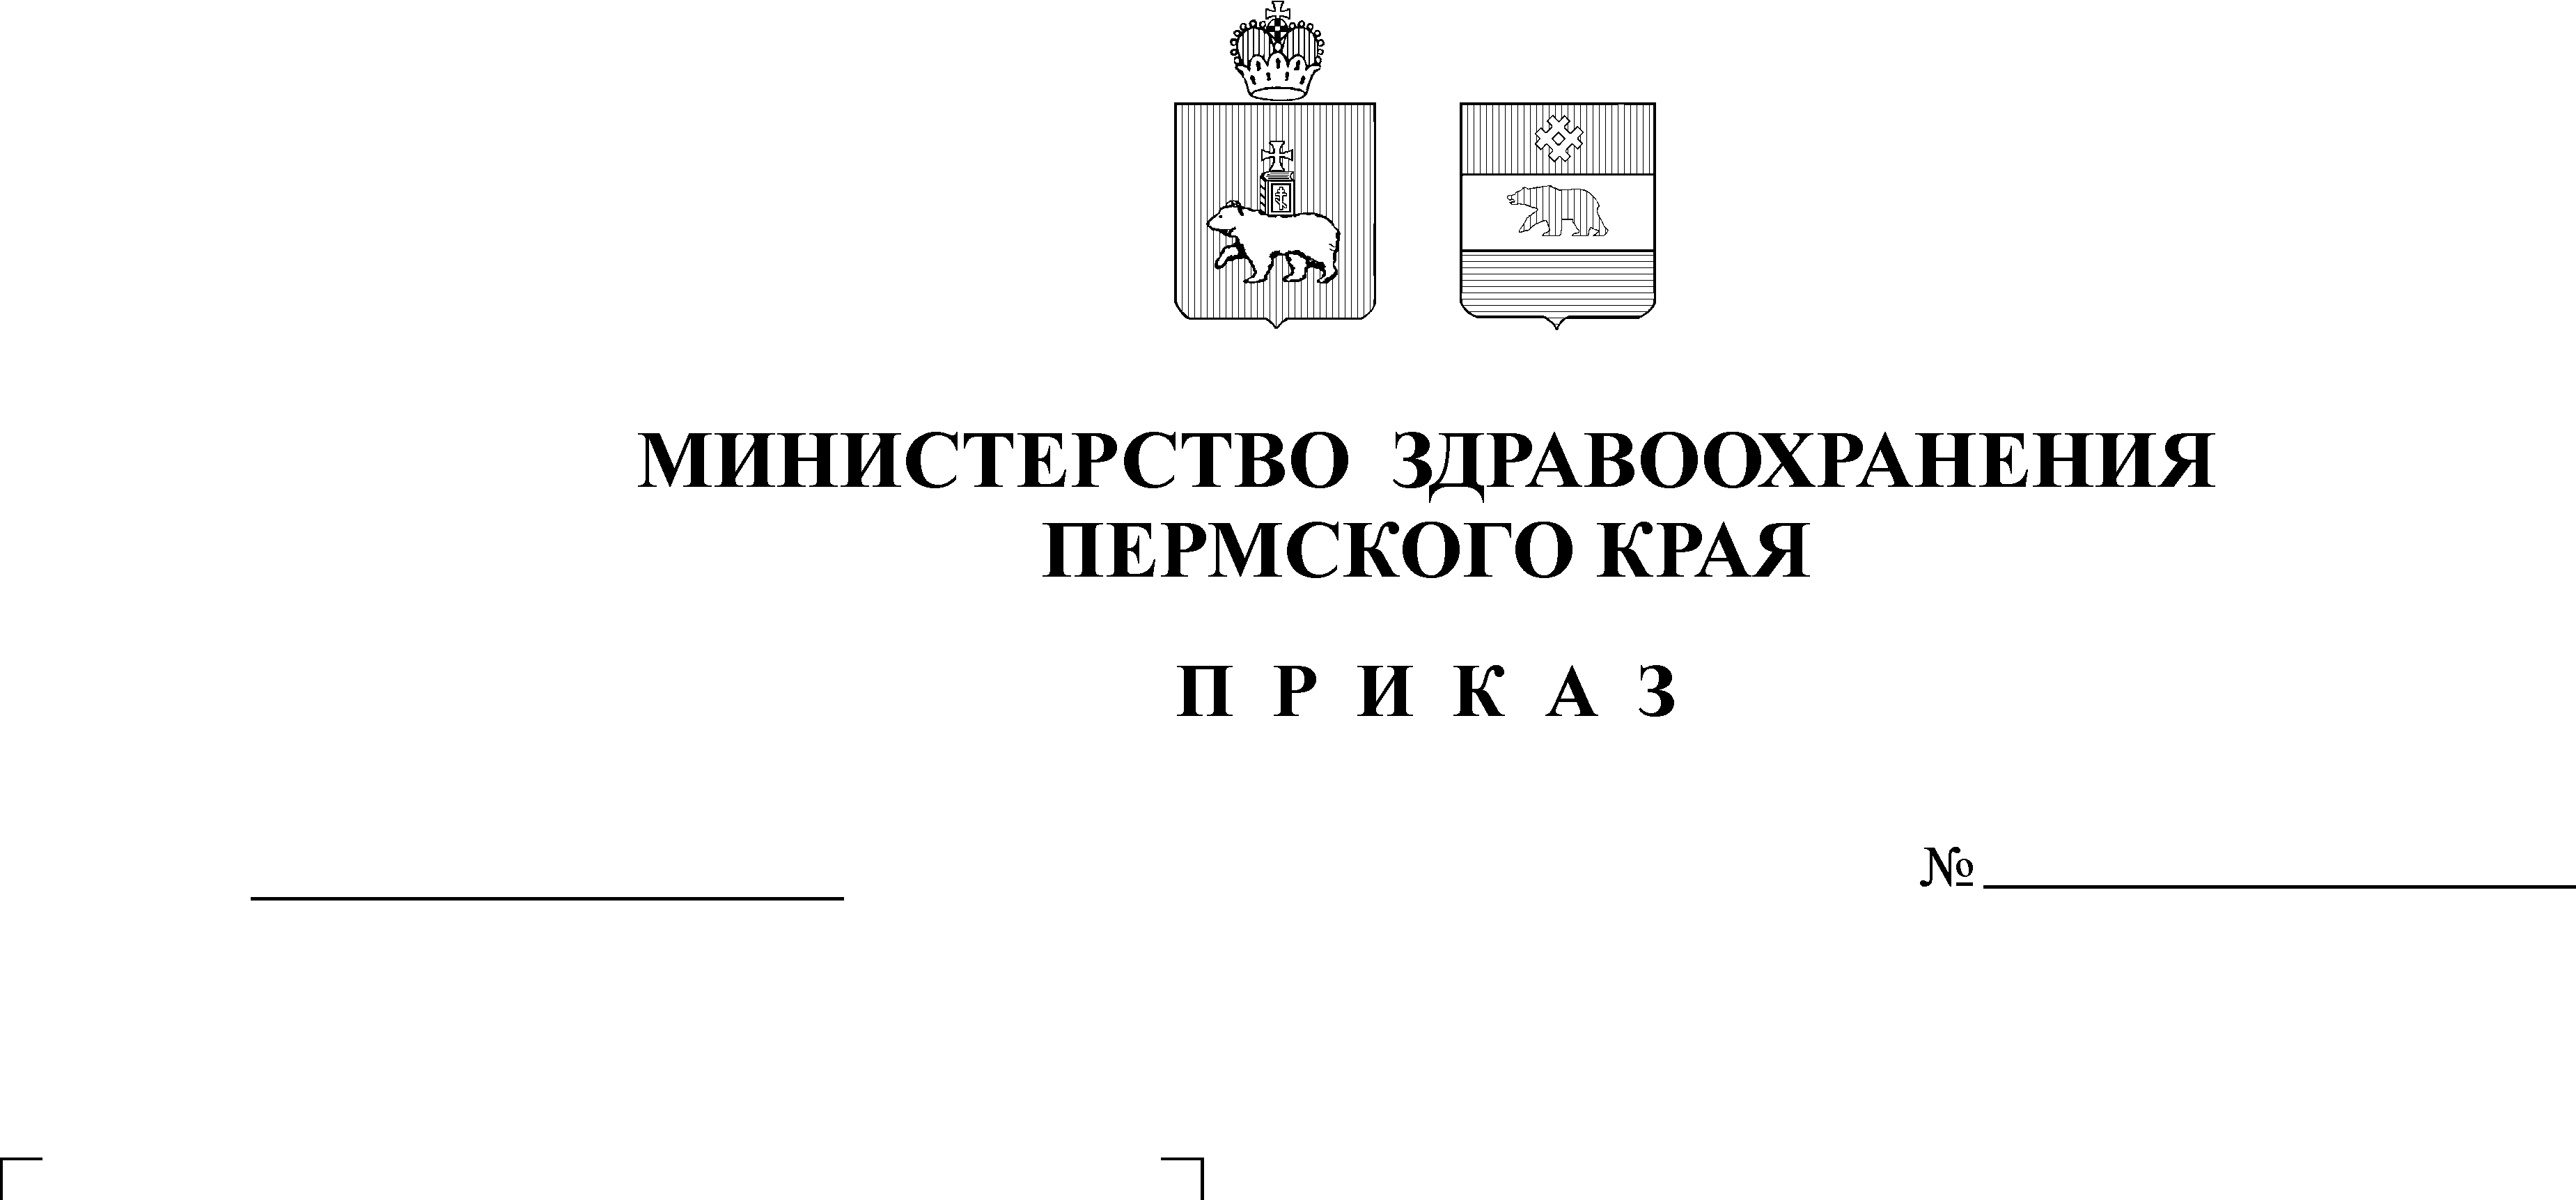 МИНИСТЕРСТВО ЗДРАВООХРАНЕНИЯ
ПЕРМСКОГО КРАЯ
П Р И К А З
№